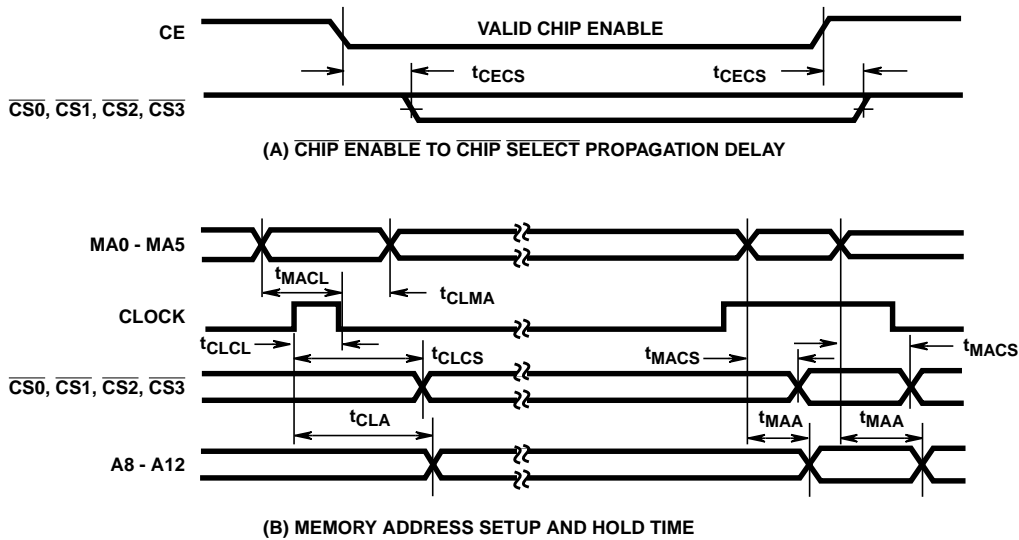 CE
VALID CHIP ENABLE
tCECS
tCECS
CS0, CS1, CS2, CS3
(A) CHIP ENABLE TO CHIP SELECT PROPAGATION DELAY
MA0 - MA5
tMACL
tCLMA
CLOCK
tCLCL
tCLCS
tMACS
tMACS
CS0, CS1, CS2, CS3
tCLA
tMAA
tMAA
A8 - A12
(B) MEMORY ADDRESS SETUP AND HOLD TIME